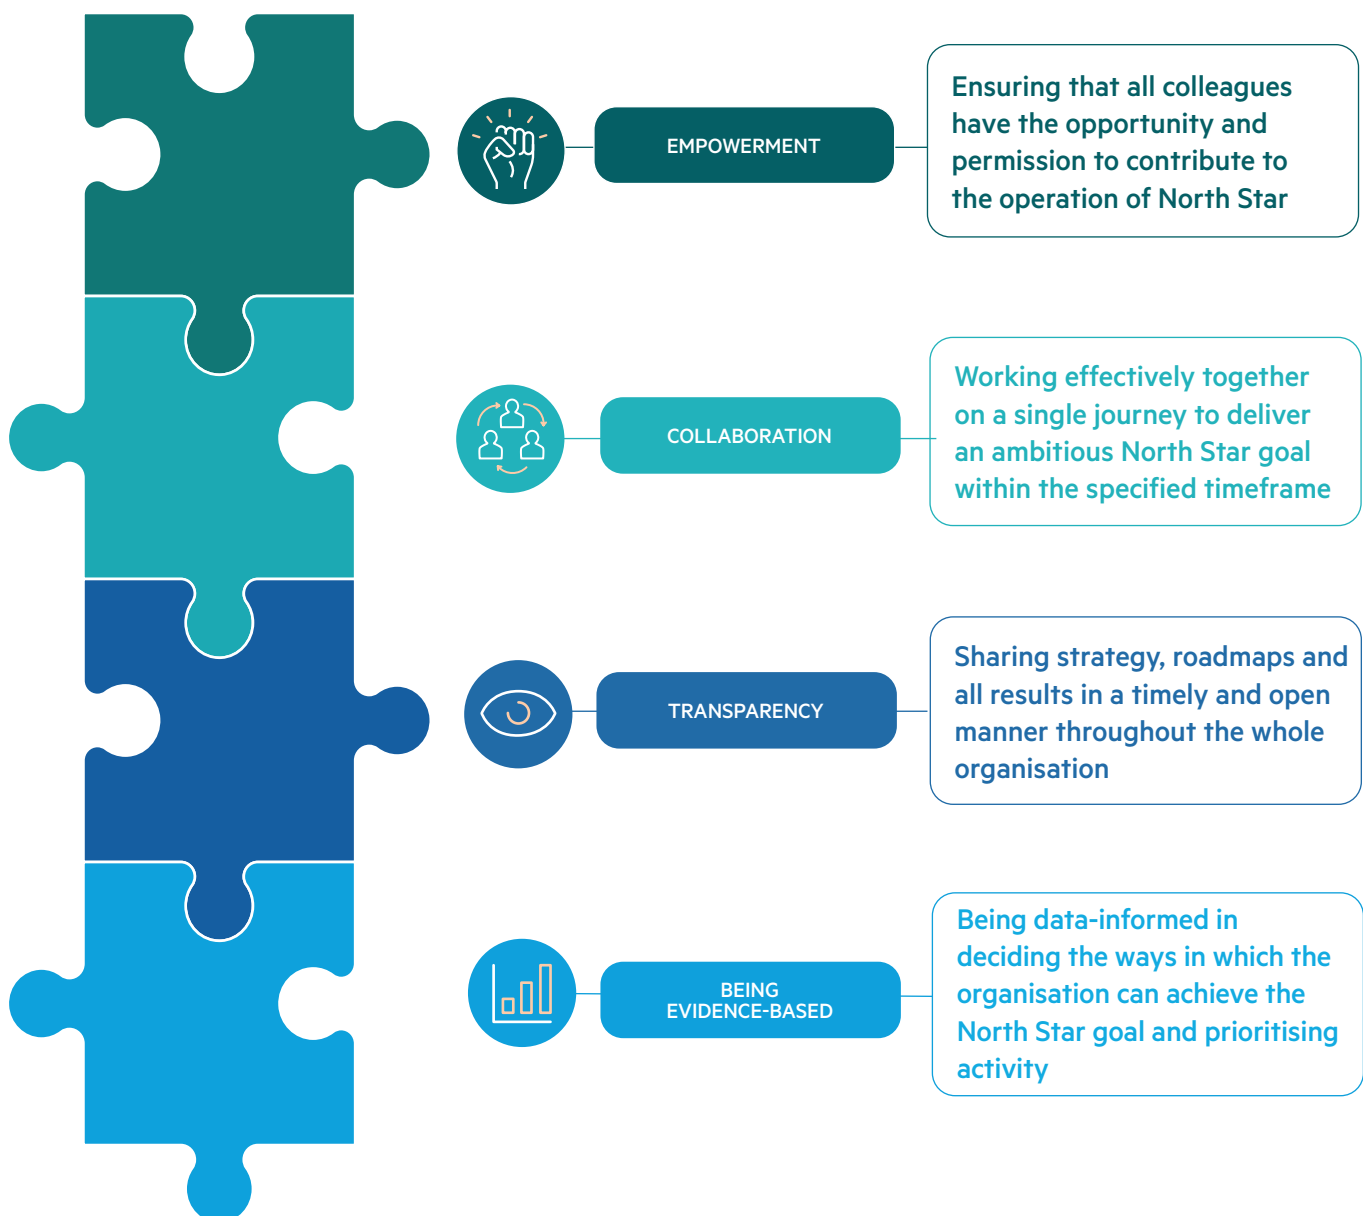 EMPOWERMENT
Ensuring that all colleagues
have the opportunity and
permission to contribute to
the operation of North Star
COLLABORATION
Working effectively together
on a single journey to deliver
an ambitious North Star goal
within the specified timeframe
TRANSPARENCY
Sharing strategy, roadmaps and
all results in a timely and open
manner throughout the whole
organisation
BEING
EVIDENCE-BASED
Being data-informed in
deciding the ways in which the
organisation can achieve the
North Star goal and prioritising
activity